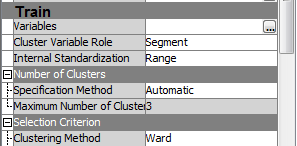 Train
Variables ...
Cluster Variable Role Segment
Internal Standardization Range
Number of Clusters
Specification Method Automatic
Maximum Number of Cluster 3
Selection Criterion
Clustering Method Ward